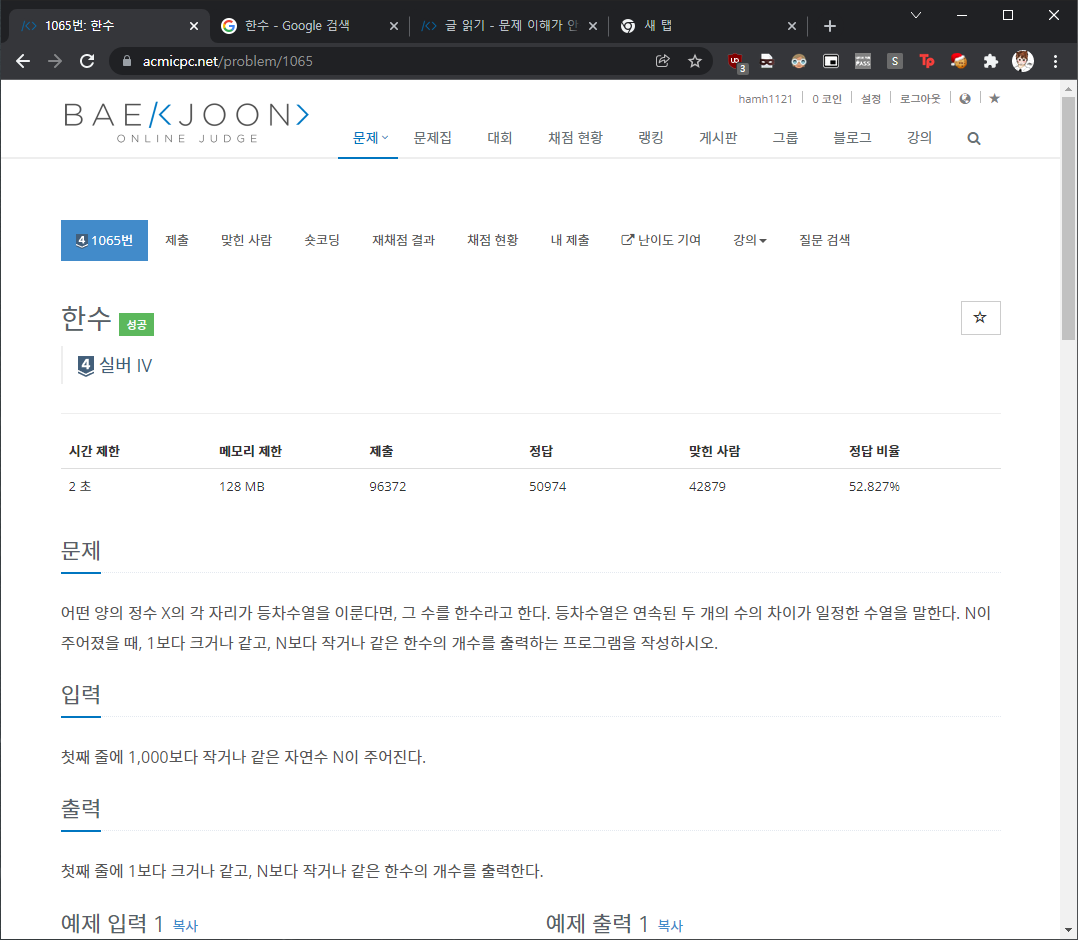 1065번: 한수
한수 - Google 검색
글 읽기 - 문제 이해가 안
새 탭
acmicpc.net/problem/1065
UD 3
S
Tp
hamh1121 0 코인 설정 로그아웃
BAEKJOON>
ONLINE JUDGE
문제 문제집 대회 채점 현황 랭킹 게시판 그룹 블로그 강의
4 1065번 제출 맞힌 사람 숏코딩 재채점 결과 채점 현황 내 제출 난이도 기여 강의 질문 검색
한수 성공
4 실버 IV
시간 제한 메모리 제한 제출 정답 맞힌 사람 정답 비율
2 초 128 MB 96372 50974 42879 52.827%
문제
어떤 양의 정수 X의 각 자리가 등차수열을 이룬다면, 그 수를 한수라고 한다. 등차수열은 연속된 두 개의 수의 차이가 일정한 수열을 말한다. N이
주어졌을 때, 1보다 크거나 같고, N보다 작거나 같은 한수의 개수를 출력하는 프로그램을 작성하시오.
입력
첫째 줄에 1,000보다 작거나 같은 자연수 N이 주어진다.
출력
첫째 줄에 1보다 크거나 같고, N보다 작거나 같은 한수의 개수를 출력한다.
예제 입력 1 복사
예제 출력 1 복사